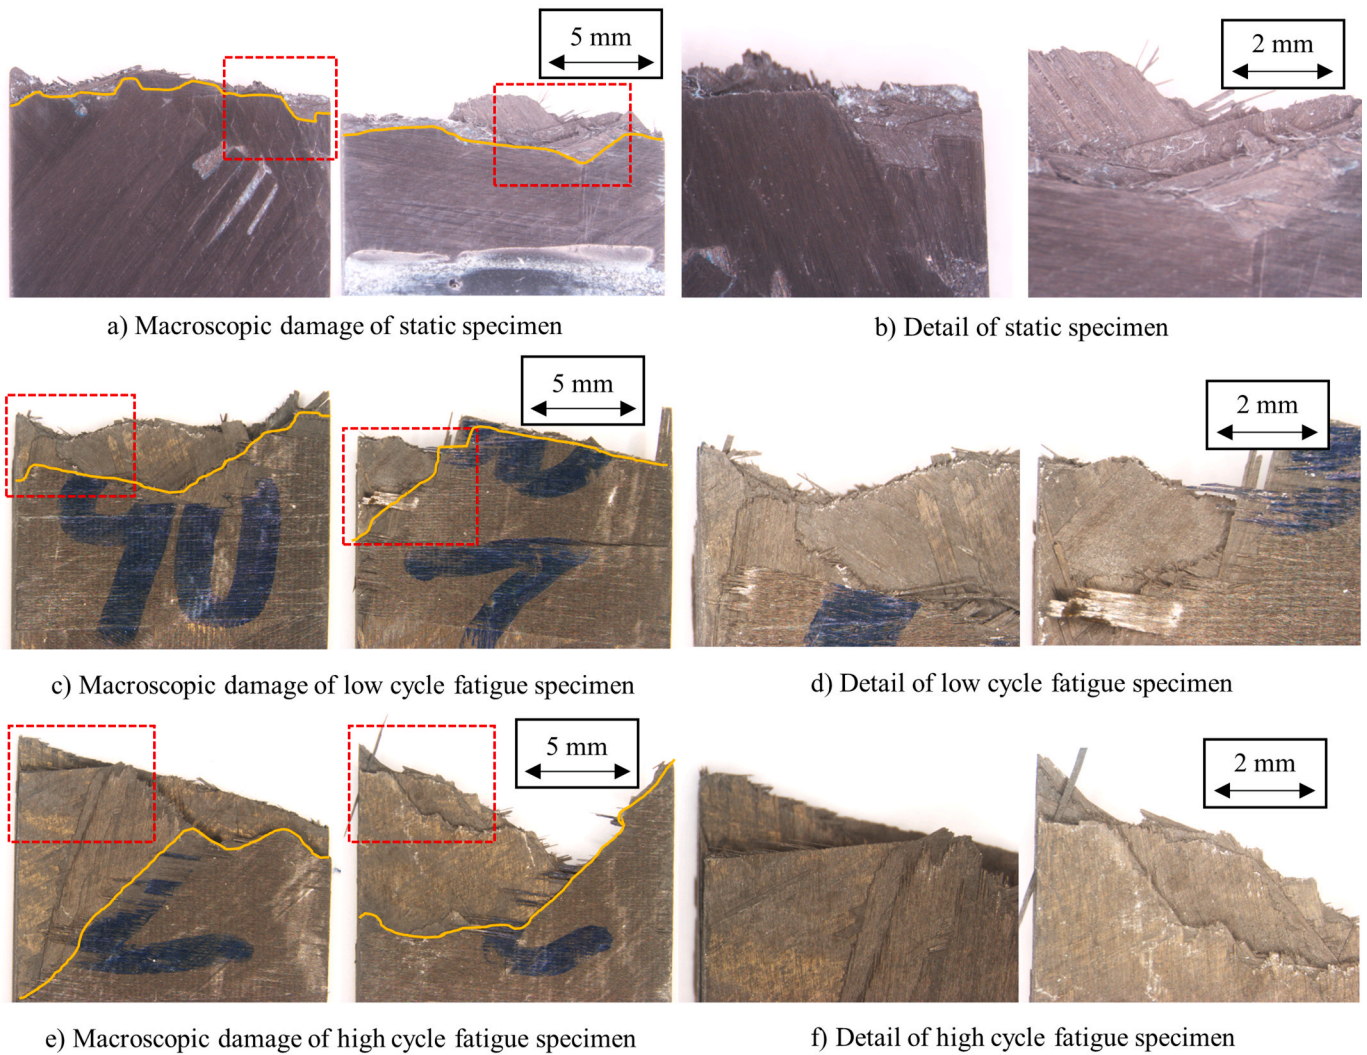 5 mm
2 mm
a) Macroscopic damage of static specimen
b) Detail of static specimen
5 mm
2 mm
90
7
c) Macroscopic damage of low cycle fatigue specimen
d) Detail of low cycle fatigue specimen
5 mm
2 mm
e) Macroscopic damage of high cycle fatigue specimen
f) Detail of high cycle fatigue specimen